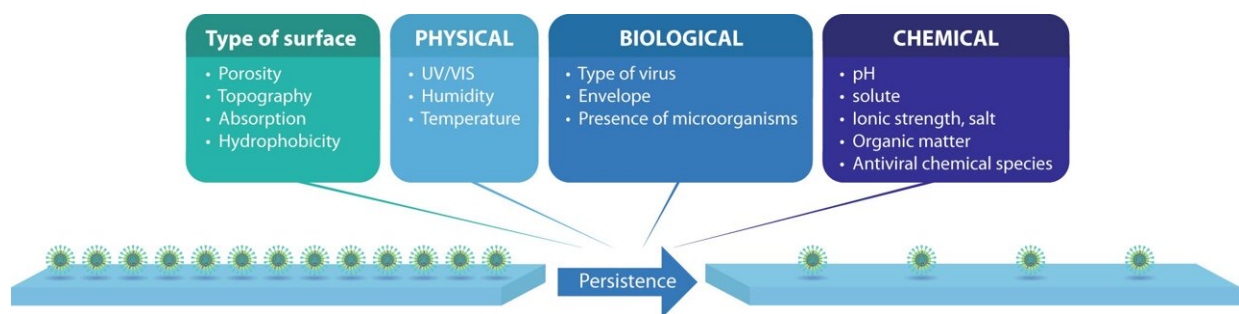 Type of surface
• Porosity
• Topography
• Absorption
• Hydrophobicity
PHYSICAL
• UV/VIS
• Humidity
• Temperature
BIOLOGICAL
• Type of virus
• Envelope
• Presence of microorganisms
CHEMICAL
• pH
• solute
• Ionic strength, salt
• Organic matter
• Antiviral chemical species
Persistence